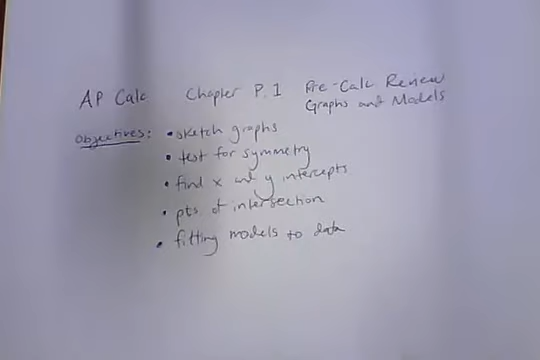 AP Calc Chapter P.1 Pre-Calc Review
Graphs and Models
Objectives: • sketch graphs
• test for symmetry
• find x and y intercepts
• pts of intersection
• fitting models to data